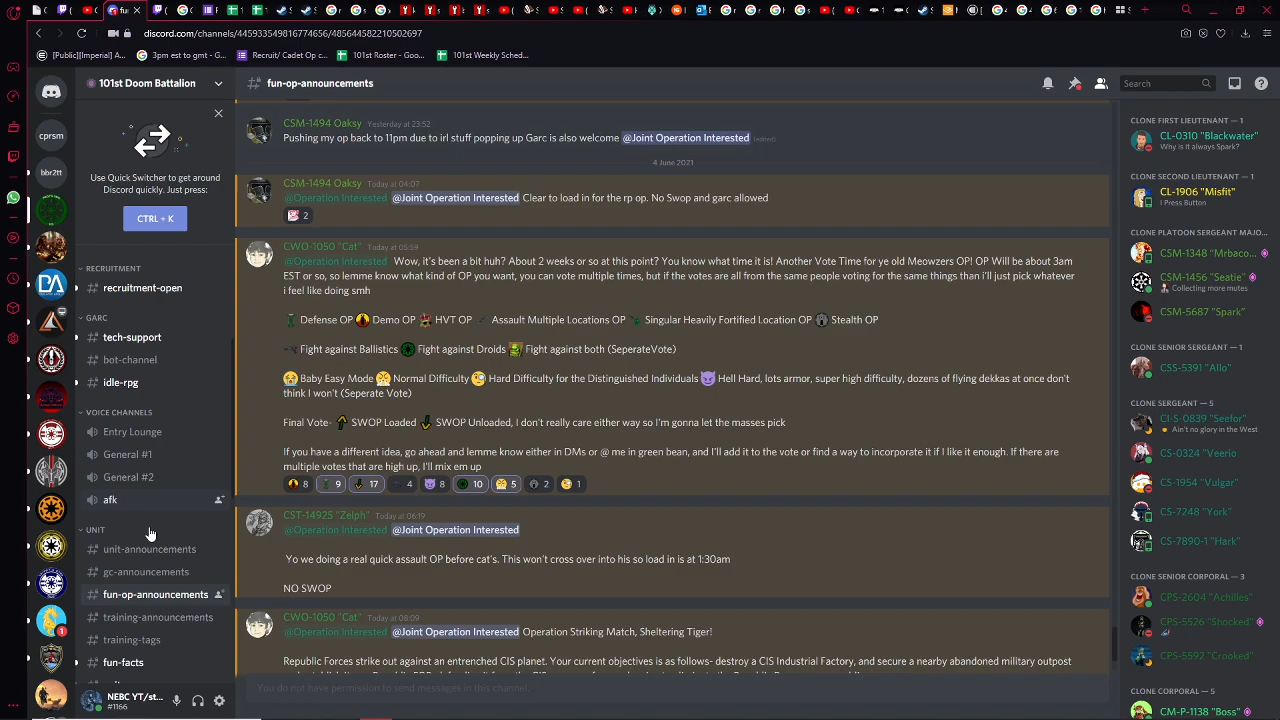 discord.com/channels/445933549816774656/485644582210502697
[Public][Imperial] A...
3pm est to gmt - G...
Recruit/ Cadet Op c...
101st Roster - Goo...
101st Weekly Sched...
101st Doom Battalion
fun-op-announcements
Search
cprsm
bbr2tt
1
Use Quick Switcher to get around
Discord quickly. Just press:
CTRL + K
RECRUITMENT
recruitment-open
GARC
tech-support
bot-channel
idle-rpg
VOICE CHANNELS
Entry Lounge
General #1
General #2
afk
UNIT
unit-announcements
gc-announcements
fun-op-announcements
training-announcements
training-tags
fun-facts
NEBC YT/st...
#1166
CSM-1494 Oaksy Yesterday at 23:52
Pushing my op back to 11pm due to irl stuff popping up Garc is also welcome @Joint Operation Interested (edited)
4 June 2021
CSM-1494 Oaksy Today at 04:07
@Operation Interested @Joint Operation Interested Clear to load in for the rp op. No Swop and garc allowed
2
CWO-1050 "Cat" Today at 05:59
@Operation Interested Wow, it's been a bit huh? About 2 weeks or so at this point? You know what time it is! Another Vote Time for ye old Meowzers OP! OP Will be about 3am
EST or so, so lemme know what kind of OP you want, you can vote multiple times, but if the votes are all from the same people voting for the same things than i'll just pick whatever
i feel like doing smh
Defense OP Demo OP HVT OP Assault Multiple Locations OP Singular Heavily Fortified Location OP Stealth OP
Fight against Ballistics Fight against Droids Fight against both (SeperateVote)
Baby Easy Mode Normal Difficulty Hard Difficulty for the Distinguished Individuals Hell Hard, lots armor, super high difficulty, dozens of flying dekkas at once don't
think I won't (Seperate Vote)
Final Vote- SWOP Loaded SWOP Unloaded, I don't really care either way so I'm gonna let the masses pick
If you have a different idea, go ahead and lemme know either in DMs or @ me in green bean, and I'll add it to the vote or find a way to incorporate it if I like it enough. If there are
multiple votes that are high up, I'll mix em up
8 9 17 4 8 10 5 2 1
CST-14925 "Zelph" Today at 06:19
@Operation Interested @Joint Operation Interested
Yo we doing a real quick assault OP before cat's. This won't cross over into his so load in is at 1:30am
NO SWOP
CWO-1050 "Cat" Today at 08:09
@Operation Interested @Joint Operation Interested Operation Striking Match, Sheltering Tiger!
Republic Forces strike out against an entrenched CIS planet. Your current objectives is as follows- destroy a CIS Industrial Factory, and secure a nearby abandoned military outpost
You do not have permission to send messages in this channel.
CLONE FIRST LIEUTENANT — 1
CL-0310 "Blackwater"
Why is it always Spark?
CLONE SECOND LIEUTENANT — 1
CL-1906 "Misfit"
I Press Button
CLONE PLATOON SERGEANT MAJO...
CSM-1348 "Mrbaco...
CSM-1456 "Seatie"
Collecting more mutes
CSM-5687 "Spark"
CLONE SENIOR SERGEANT — 1
CSS-5391 "Allo"
CLONE SERGEANT — 5
CI-S-0839 "Seefor"
Ain't no glory in the West
CS-0324 "Veerio
CS-1954 "Vulgar"
CS-7248 "York"
CS-7890-1 "Hark"
CLONE SENIOR CORPORAL — 3
CPS-2604 "Achilles"
CPS-5526 "Shocked"
CPS-5592 "Crooked"
CLONE CORPORAL — 5
CM-P-1138 "Boss"